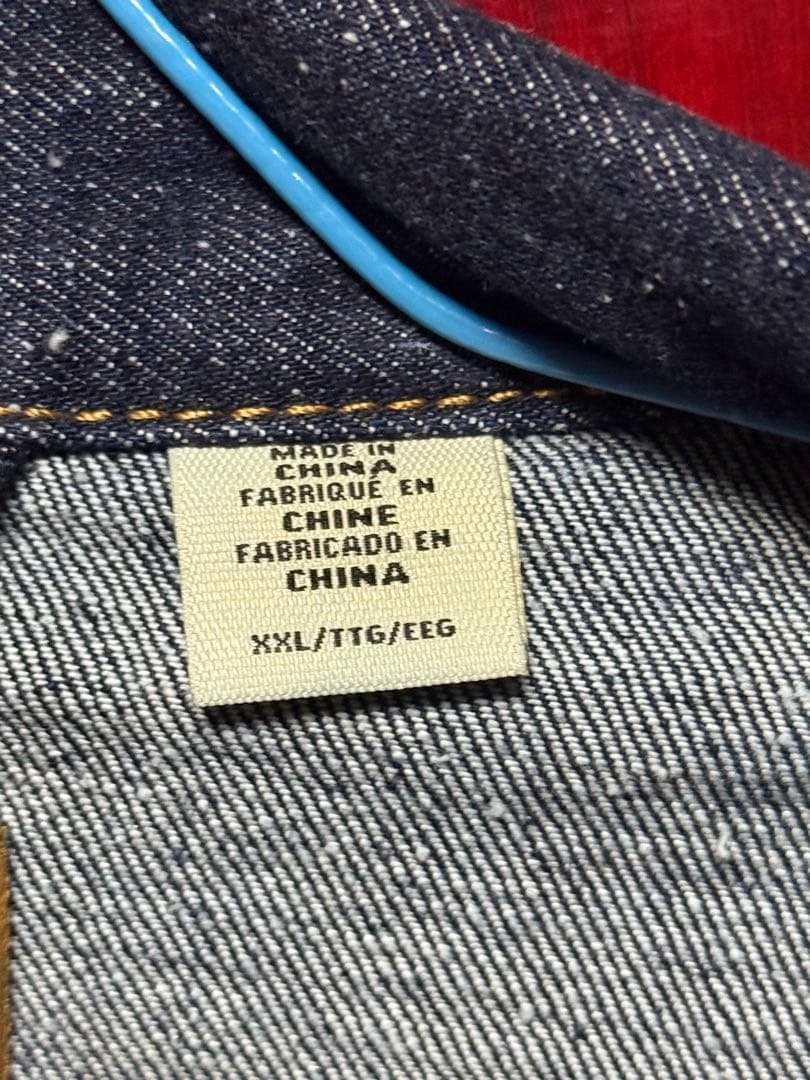 MADE IN
CHINA
FABRIQUÉ EN
CHINE
FABRICADO EN
CHINA
XXL/TTG/EEG